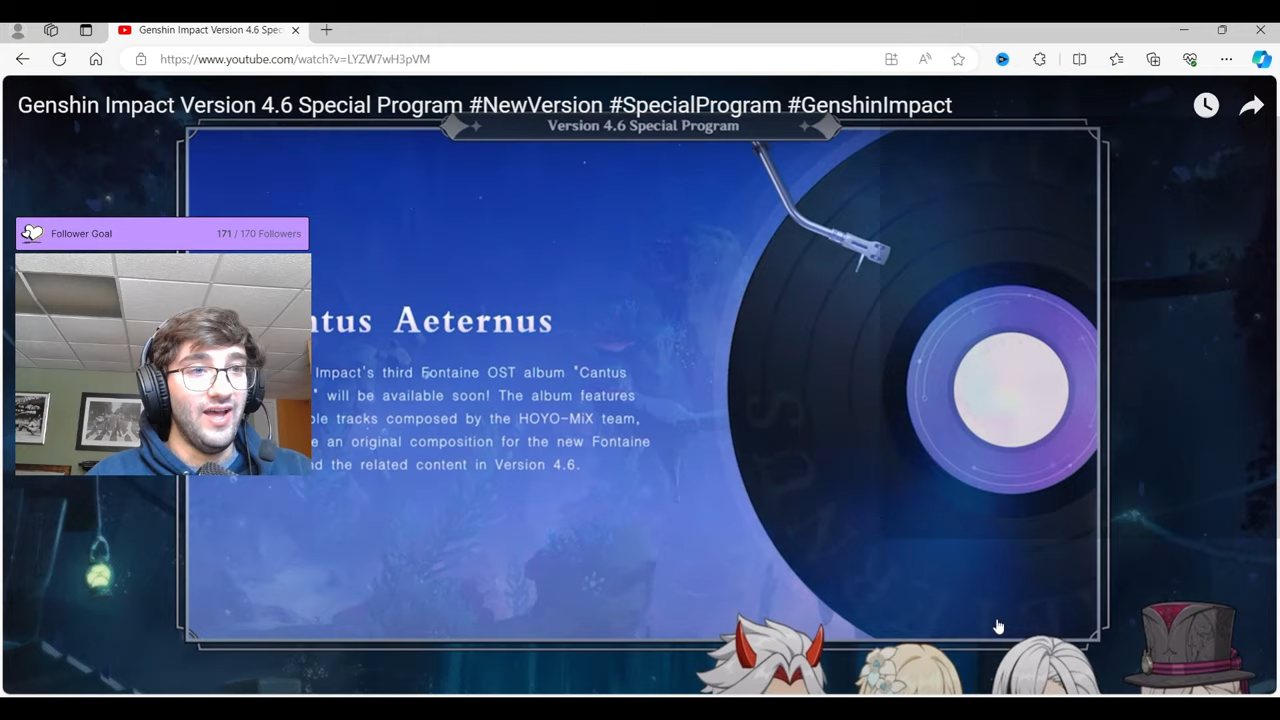 Genshin Impact Version 4.6 Spec
https://www.youtube.com/watch?v=LYZW7wH3pVM
Genshin Impact Version 4.6 Special Program #NewVersion #SpecialProgram #GenshinImpact
Version 4.6 Special Program
Follower Goal 171 / 170 Followers
ntus Aeternus
Impact's third Fontaine OST album "Cantus
" will be available soon! The album features
ble tracks composed by the HOYO-MiX team,
e an original composition for the new Fontaine
nd the related content in Version 4.6.